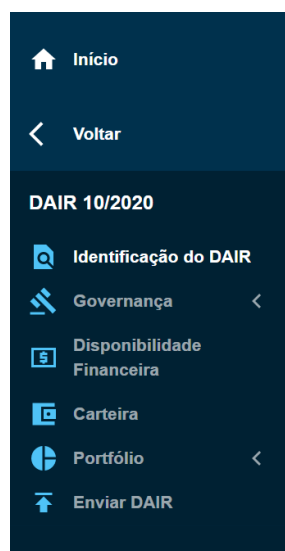 Início
Voltar
DAIR 10/2020
Identificação do DAIR
Governança
Disponibilidade
Financeira
Carteira
Portfólio
Enviar DAIR